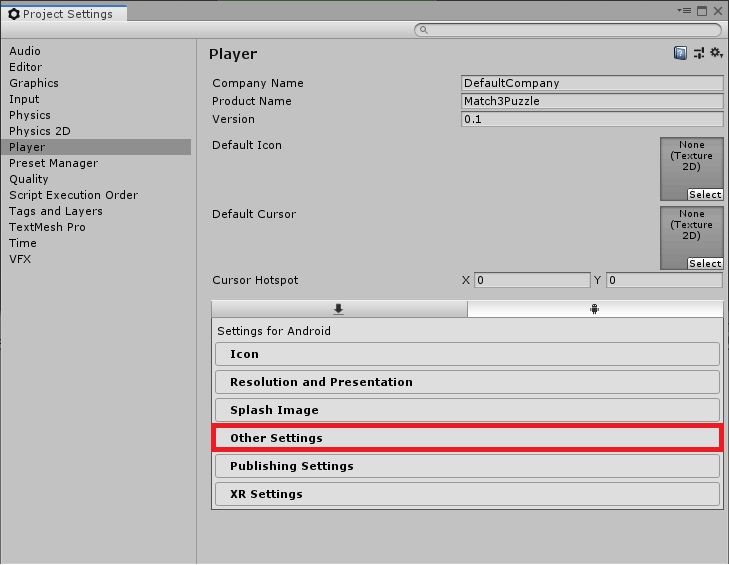 Project Settings
Audio
Editor
Graphics
Input
Physics
Physics 2D
Player
Preset Manager
Quality
Script Execution Order
Tags and Layers
TextMesh Pro
Time
VFX
Player
Company Name DefaultCompany
Product Name Match3Puzzle
Version 0.1
Default Icon
None
(Texture
2D)
Select
Default Cursor
None
(Texture
2D)
Select
Cursor Hotspot X 0 Y 0
Settings for Android
Icon
Resolution and Presentation
Splash Image
Other Settings
Publishing Settings
XR Settings